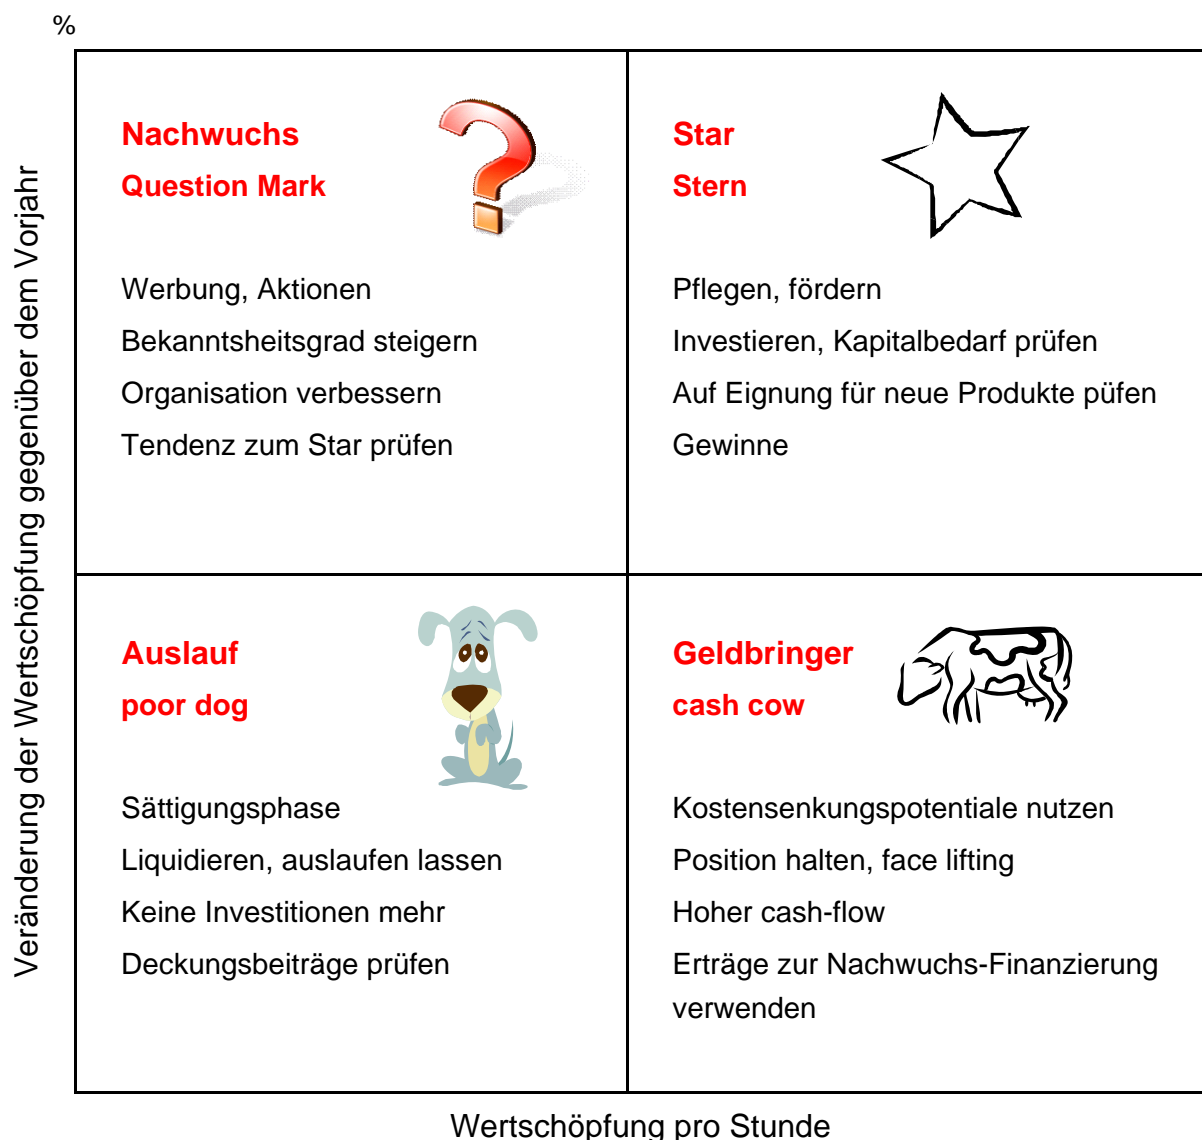 %
Veränderung der Wertschöpfung gegenüber dem Vorjahr
Nachwuchs
Question Mark
Werbung, Aktionen
Bekanntsheitsgrad steigern
Organisation verbessern
Tendenz zum Star prüfen
Star
Stern
Pflegen, fördern
Investieren, Kapitalbedarf prüfen
Auf Eignung für neue Produkte püfen
Gewinne
Auslauf
poor dog
Sättigungsphase
Liquidieren, auslaufen lassen
Keine Investitionen mehr
Deckungsbeiträge prüfen
Geldbringer
cash cow
Kostensenkungspotentiale nutzen
Position halten, face lifting
Hoher cash-flow
Erträge zur Nachwuchs-Finanzierung
verwenden
Wertschöpfung pro Stunde